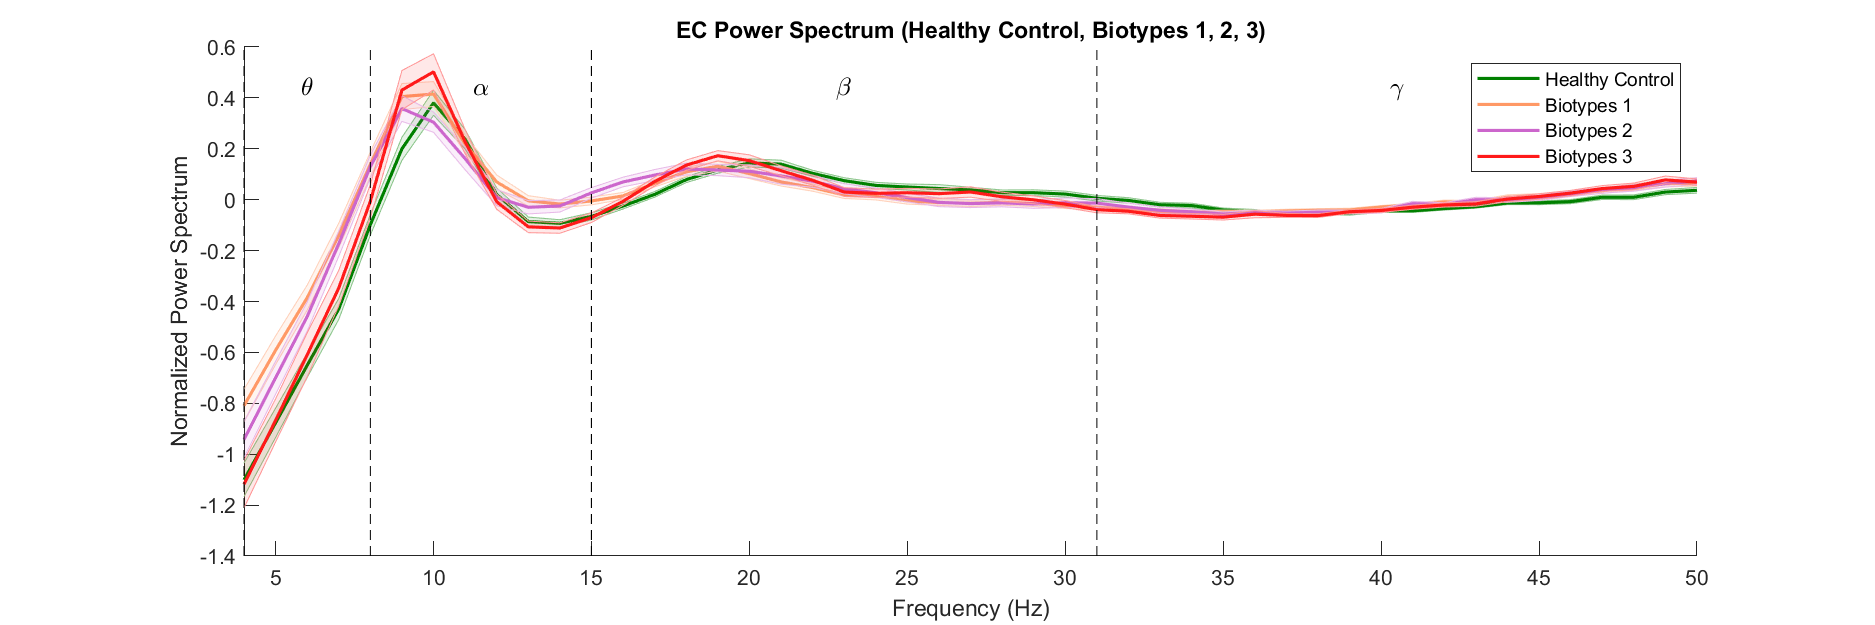 EC Power Spectrum (Healthy Control, Biotypes 1, 2, 3)
Normalized Power Spectrum
0.6
0.4
0.2
0
-0.2
-0.4
-0.6
-0.8
-1
-1.2
-1.4
θ
α
β
γ
Healthy Control
Biotypes 1
Biotypes 2
Biotypes 3
5 10 15 20 25 30 35 40 45 50
Frequency (Hz)